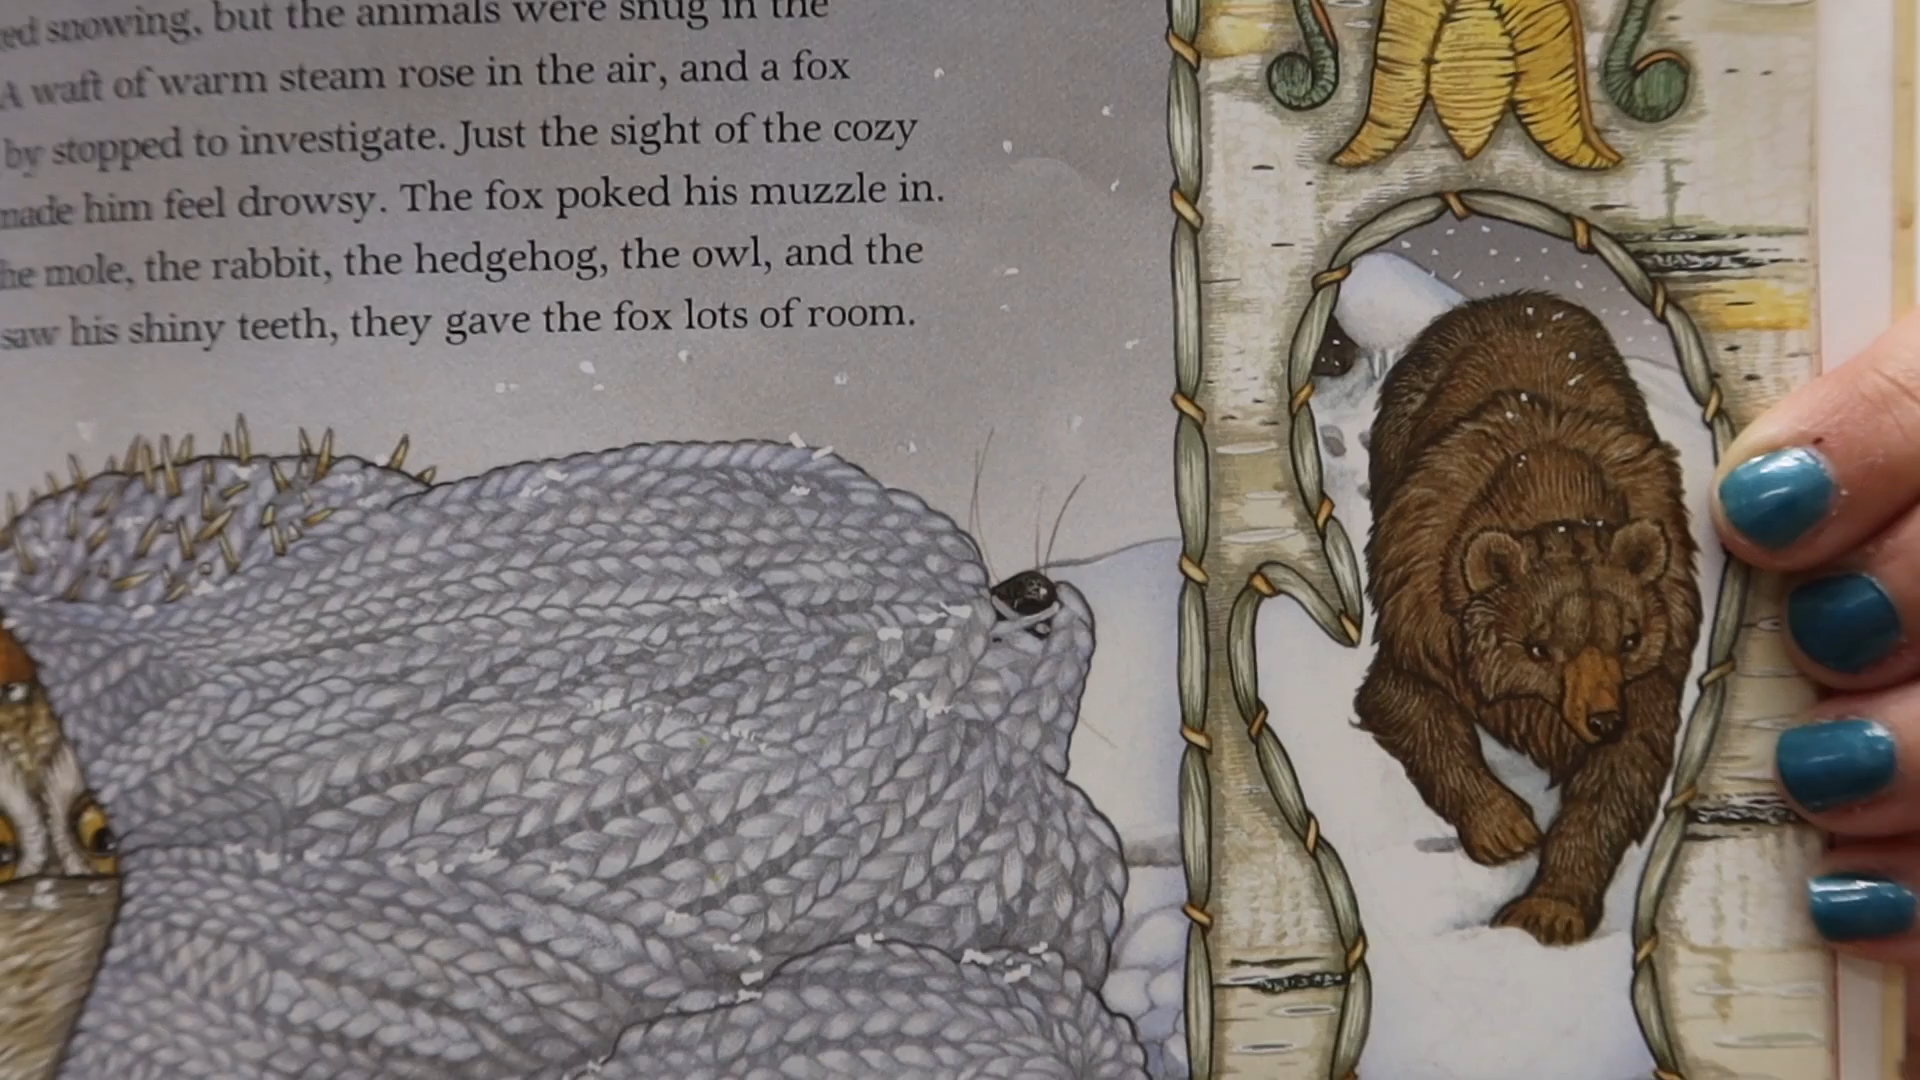 ed snowing, but the animals were snug in the
A waft of warm steam rose in the air, and a fox
by stopped to investigate. Just the sight of the cozy
made him feel drowsy. The fox poked his muzzle in.
he mole, the rabbit, the hedgehog, the owl, and the
saw his shiny teeth, they gave the fox lots of room.